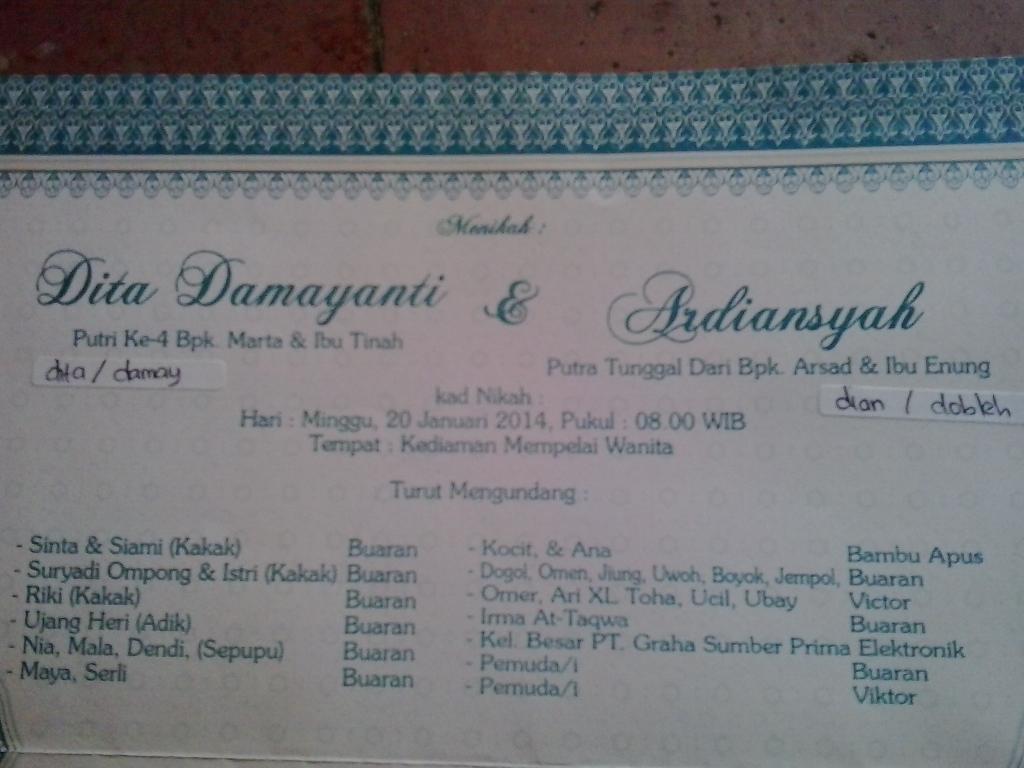 Menikah :
Dita Damayanti & Ardiansyah
Putri Ke-4 Bpk. Marta & Ibu Tinah
Putra Tunggal Dari Bpk. Arsad & Ibu Enung
dita / damay
dian / dobleh
kad Nikah :
Hari : Minggu, 20 Januari 2014, Pukul : 08.00 WIB
Tempat : Kediaman Mempelai Wanita
Turut Mengundang :
- Sinta & Siami (Kakak) Buaran
- Suryadi Ompong & Istri (Kakak) Buaran
- Riki (Kakak) Buaran
- Ujang Heri (Adik) Buaran
- Nia, Mala, Dendi, (Sepupu) Buaran
- Maya, Serli Buaran
- Kocit, & Ana Bambu Apus
- Dogol, Omen, Jiung, Uwoh, Boyok, Jempol, Buaran
- Omer, Ari XL Toha, Ucil, Ubay Victor
- Irma At-Taqwa Buaran
- Kel. Besar PT. Graha Sumber Prima Elektronik
- Pemuda/i Buaran
- Pemuda/i Viktor